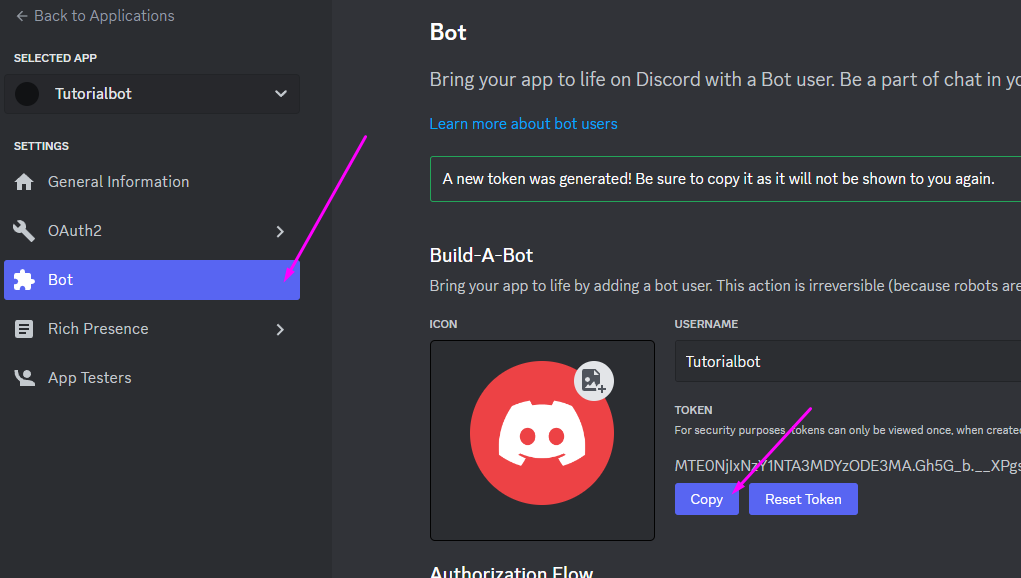 ← Back to Applications
SELECTED APP
Tutorialbot
SETTINGS
General Information
OAuth2
Bot
Rich Presence
App Testers
Bot
Bring your app to life on Discord with a Bot user. Be a part of chat in
Learn more about bot users
A new token was generated! Be sure to copy it as it will not be shown to you again.
Build-A-Bot
Bring your app to life by adding a bot user. This action is irreversible (because robots are
ICON
USERNAME
Tutorialbot
TOKEN
For security purposes, tokens can only be viewed once, when created
MTE0NjIxNzY1NTA3MDYzODE3MA.Gh5G_b.__XPgs
Copy
Reset Token
Authorization Flow